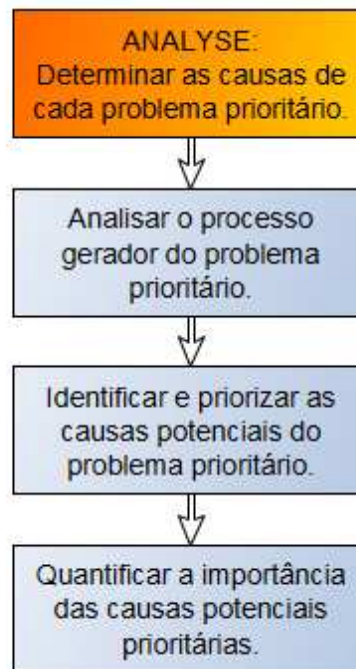 ANALYSE:
Determinar as causas de
cada problema prioritário.
Analisar o processo
gerador do problema
prioritário.
Identificar e priorizar as
causas potenciais do
problema prioritário.
Quantificar a importância
das causas potenciais
prioritárias.